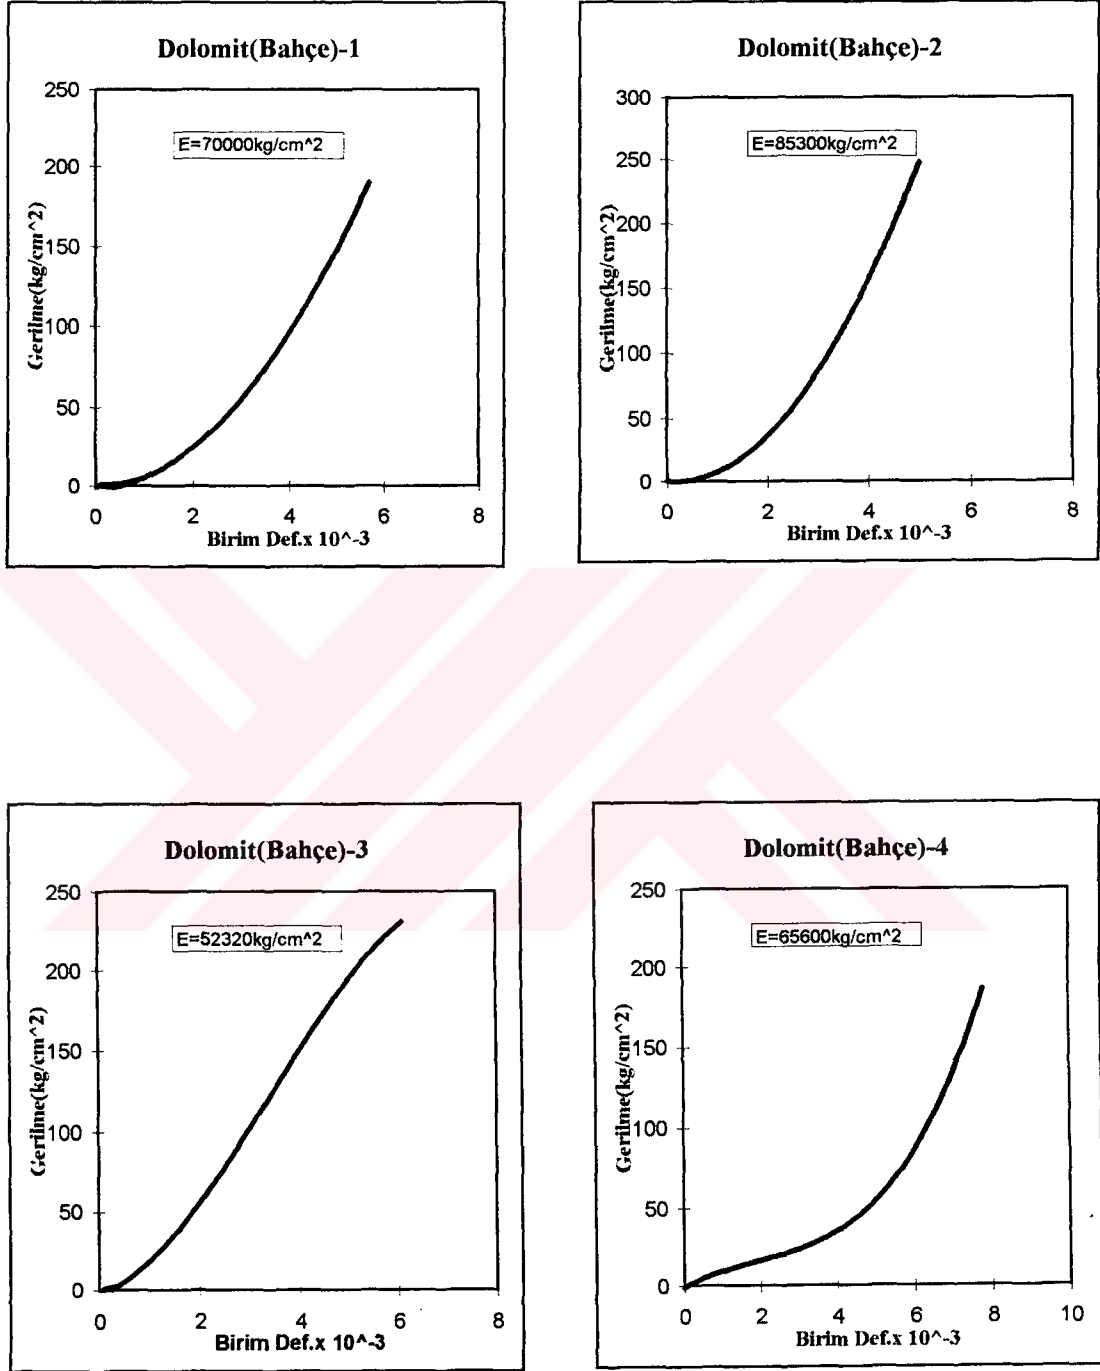 Dolomit(Bahçe)-1
250
200
150
100
50
0
E=70000kg/cm^2
Gerilme(kg/cm^2)
0 2 4 6 8
Birim Def.x 10^-3
Dolomit(Bahçe)-2
300
250
200
150
100
50
0
E=85300kg/cm^2
Gerilme(kg/cm^2)
0 2 4 6 8
Birim Def.x 10^-3
Dolomit(Bahçe)-3
250
200
150
100
50
0
E=52320kg/cm^2
Gerilme(kg/cm^2)
0 2 4 6 8
Birim Def.x 10^-3
Dolomit(Bahçe)-4
250
200
150
100
50
0
E=65600kg/cm^2
Gerilme(kg/cm^2)
0 2 4 6 8 10
Birim Def.x 10^-3